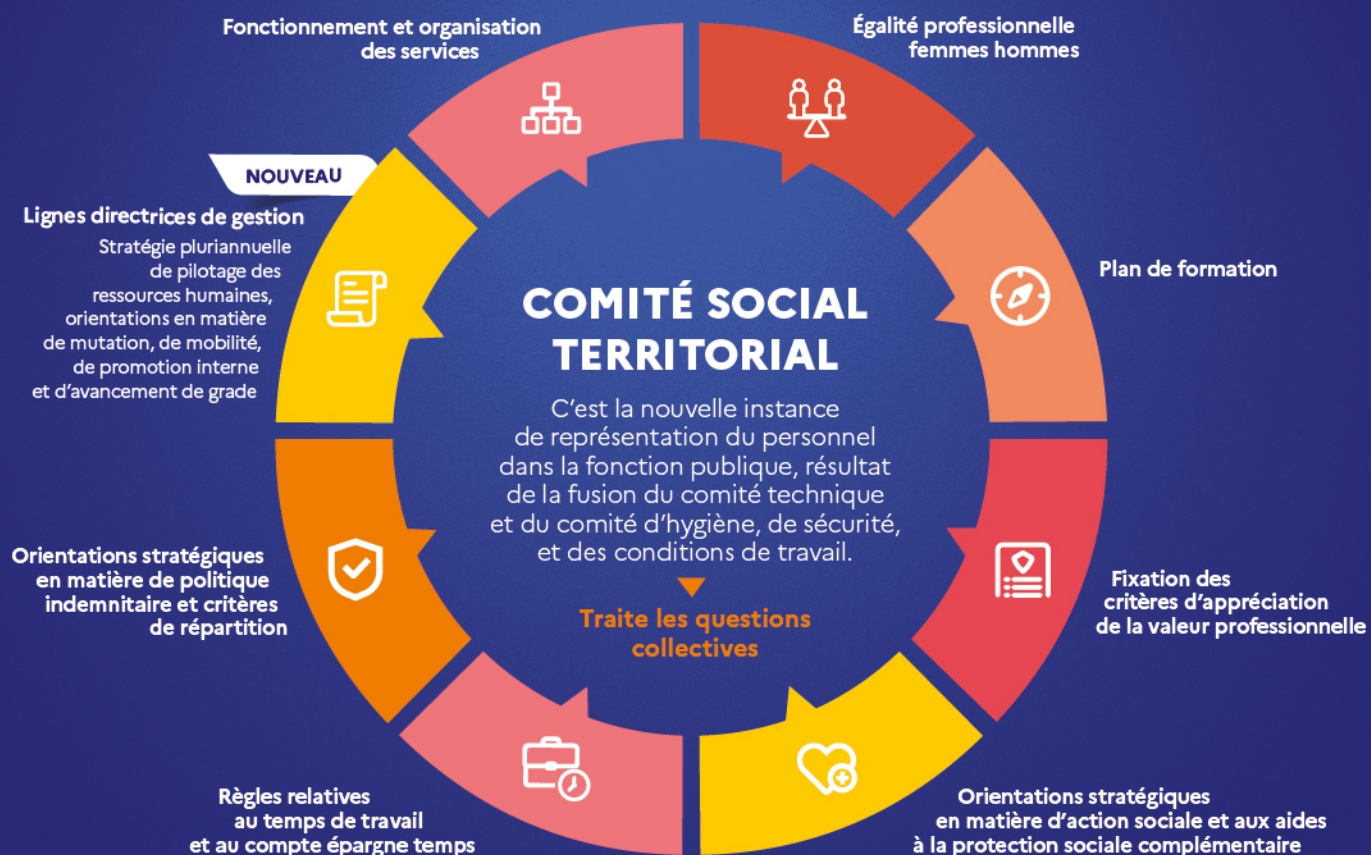 Fonctionnement et organisation
des services
Égalité professionnelle
femmes hommes
NOUVEAU
Lignes directrices de gestion
Stratégie pluriannuelle
de pilotage des
ressources humaines,
orientations en matière
de mutation, de mobilité,
de promotion interne
et d'avancement de grade
Plan de formation
COMITÉ SOCIAL
TERRITORIAL
C'est la nouvelle instance
de représentation du personnel
dans la fonction publique, résultat
de la fusion du comité technique
et du comité d'hygiène, de sécurité,
et des conditions de travail.
Traite les questions
collectives
Orientations stratégiques
en matière de politique
indemnitaire et critères
de répartition
Fixation des
critères d'appréciation
de la valeur professionnelle
Règles relatives
au temps de travail
et au compte épargne temps
Orientations stratégiques
en matière d'action sociale et aux aides
à la protection sociale complémentaire